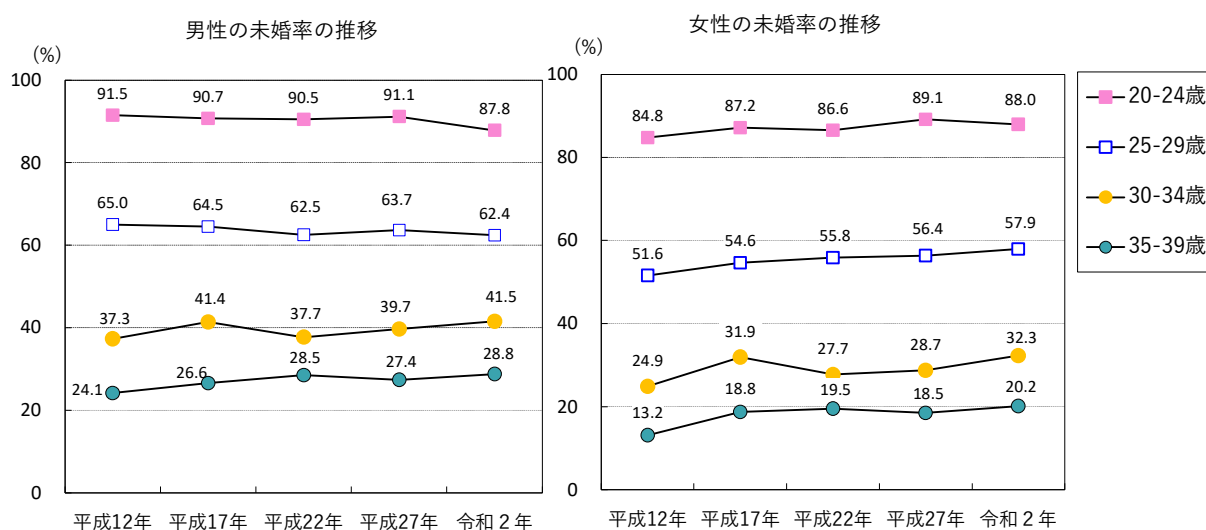 男性の未婚率の推移
(%)
100
80
60
40
20
0
91.5 90.7 90.5 91.1 87.8
65.0 64.5 62.5 63.7 62.4
37.3 41.4 37.7 39.7 41.5
24.1 26.6 28.5 27.4 28.8
平成12年 平成17年 平成22年 平成27年 令和２年
女性の未婚率の推移
(%)
100
80
60
40
20
0
84.8 87.2 86.6 89.1 88.0
51.6 54.6 55.8 56.4 57.9
24.9 31.9 27.7 28.7 32.3
13.2 18.8 19.5 18.5 20.2
平成12年 平成17年 平成22年 平成27年 令和２年
20-24歳
25-29歳
30-34歳
35-39歳